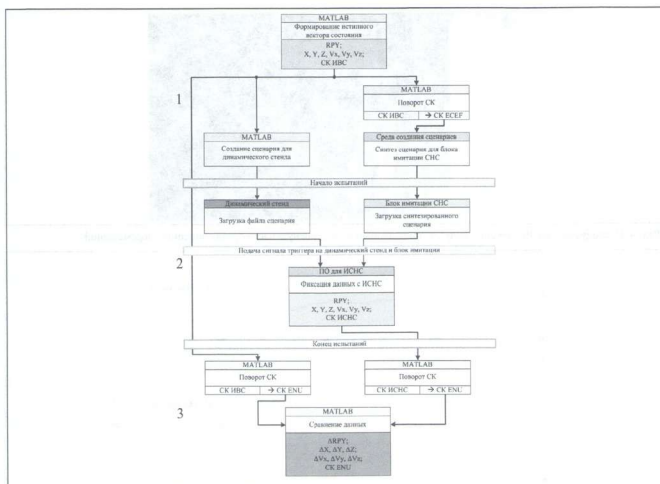 MATLAB
Формирование истинного
вектора состояния
RPY;
X, Y, Z, Vx, Vy, Vz;
СК ИВС
1
MATLAB
Поворот СК
СК ИВС → СК ECEF
MATLAB
Создание сценария для
динамического стенда
Среда создания сценариев
Синтез сценария для блока
имитации СНС
Начало испытаний
Динамический стенд
Загрузка файла сценария
Блок имитации СНС
Загрузка синтезированного
сценария
Подача сигнала триггера на динамический стенд и блок имитации
2
ПО для ИСНС
Фиксация данных с ИСНС
RPY;
X, Y, Z, Vx, Vy, Vz;
СК ИСНС
Конец испытаний
MATLAB
Поворот СК
СК ИВС → СК ENU
MATLAB
Поворот СК
СК ИСНС → СК ENU
3
MATLAB
Сравнение данных
ΔRPY;
ΔX, ΔY, ΔZ;
ΔVx, ΔVy, ΔVz;
СК ENU